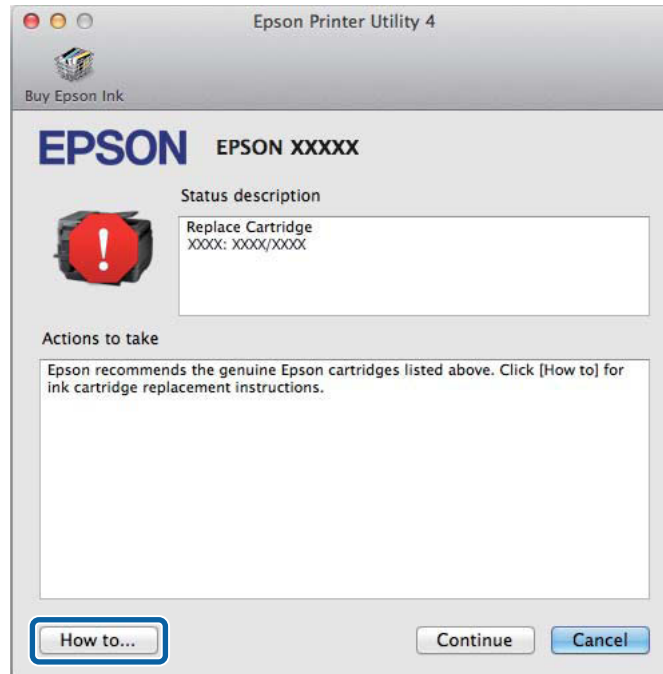 Epson Printer Utility 4
Buy Epson Ink
EPSON EPSON XXXXX
Status description
Replace Cartridge
XXXX: XXXX/XXXX
Actions to take
Epson recommends the genuine Epson cartridges listed above. Click [How to] for
ink cartridge replacement instructions.
How to... Continue Cancel